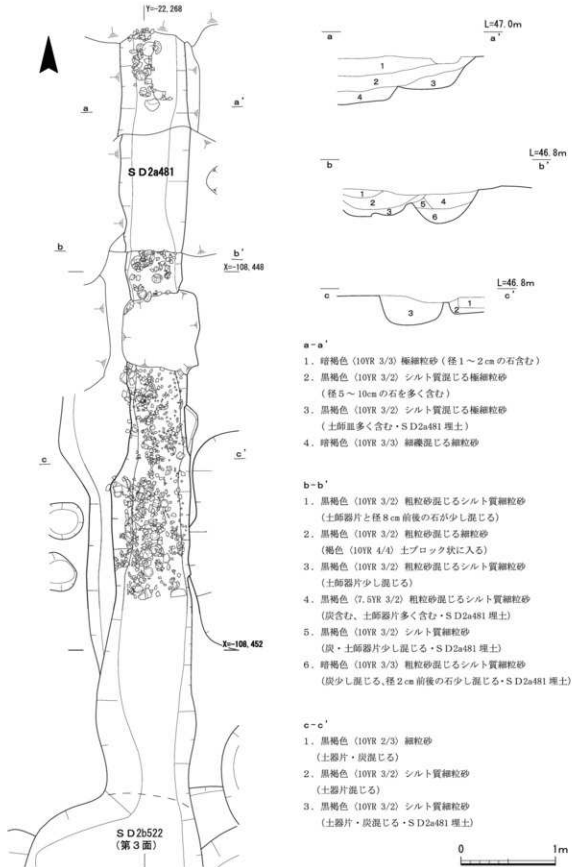 Y=-22,268
a
a'
SD2a481
b
b'
X=-108,448
c
c'
X=-108,452
SD2b522
(第3面)
a
L=47.0m
a'
1
2
3
4
b
L=46.8m
b'
1
2
3
5
4
6
c
L=46.8m
c'
3
2
1
a-a'
1. 暗褐色(10YR 3/3)極細粒砂(径1~2cmの石含む)
2. 黒褐色(10YR 3/2)シルト質混じる極細粒砂
(径5~10cmの石を多く含む)
3. 黒褐色(10YR 3/2)シルト質混じる極細粒砂
(土師皿多く含む・SD2a481埋土)
4. 暗褐色(10YR 3/3)細礫混じる細粒砂
b-b'
1. 黒褐色(10YR 3/2)粗粒砂混じるシルト質細粒砂
(土師器片と径8cm前後の石が少し混じる)
2. 黒褐色(10YR 3/2)粗粒砂混じる細粒砂
(褐色(10YR 4/4)土ブロック状に入る)
3. 黒褐色(10YR 3/2)粗粒砂混じるシルト質細粒砂
(土師器片少し混じる)
4. 黒褐色(7.5YR 3/2)粗粒砂混じるシルト質細粒砂
(炭含む、土師器片多く含む・SD2a481埋土)
5. 黒褐色(10YR 3/2)シルト質細粒砂
(炭・土師器片少し混じる・SD2a481埋土)
6. 暗褐色(10YR 3/3)粗粒砂混じるシルト質細粒砂
(炭少し混じる、径2cm前後の石少し混じる・SD2a481埋土)
c-c'
1. 黒褐色(10YR 2/3)細粒砂
(土器片・炭混じる)
2. 黒褐色(10YR 3/2)シルト質細粒砂
(土器片混じる)
3. 黒褐色(10YR 3/2)シルト質細粒砂
(土器片・炭混じる・SD2a481埋土)
0
1m